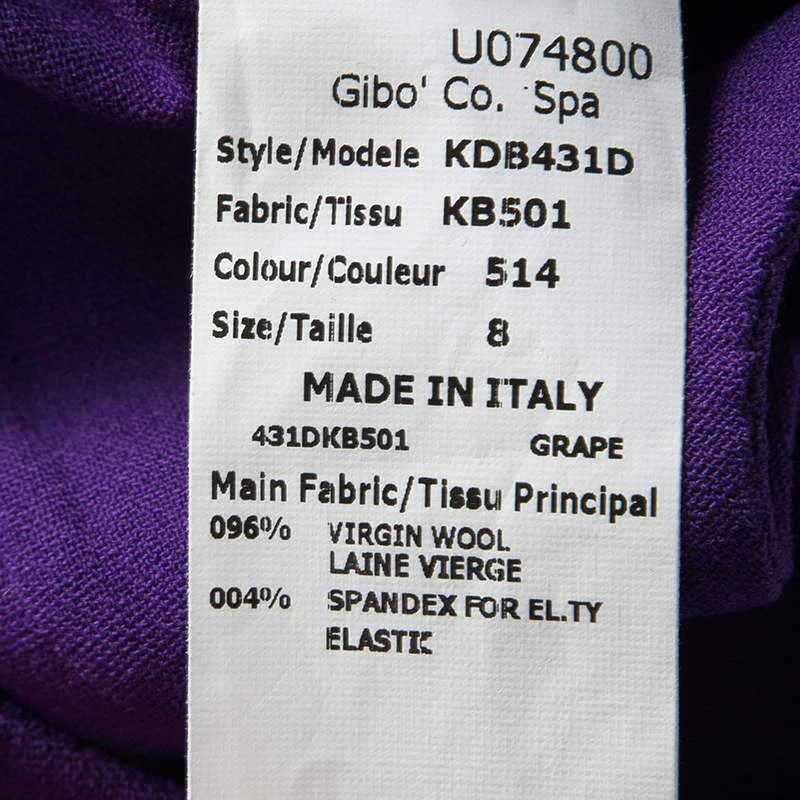 U074800
Gibo' Co. Spa
Style/Modele KDB431D
Fabric/Tissu KB501
Colour/Couleur 514
Size/Taille 8
MADE IN ITALY
431DKB501 GRAPE
Main Fabric/Tissu Principal
096% VIRGIN WOOL
LAINE VIERGE
004% SPANDEX FOR EL.TY
ELASTIC